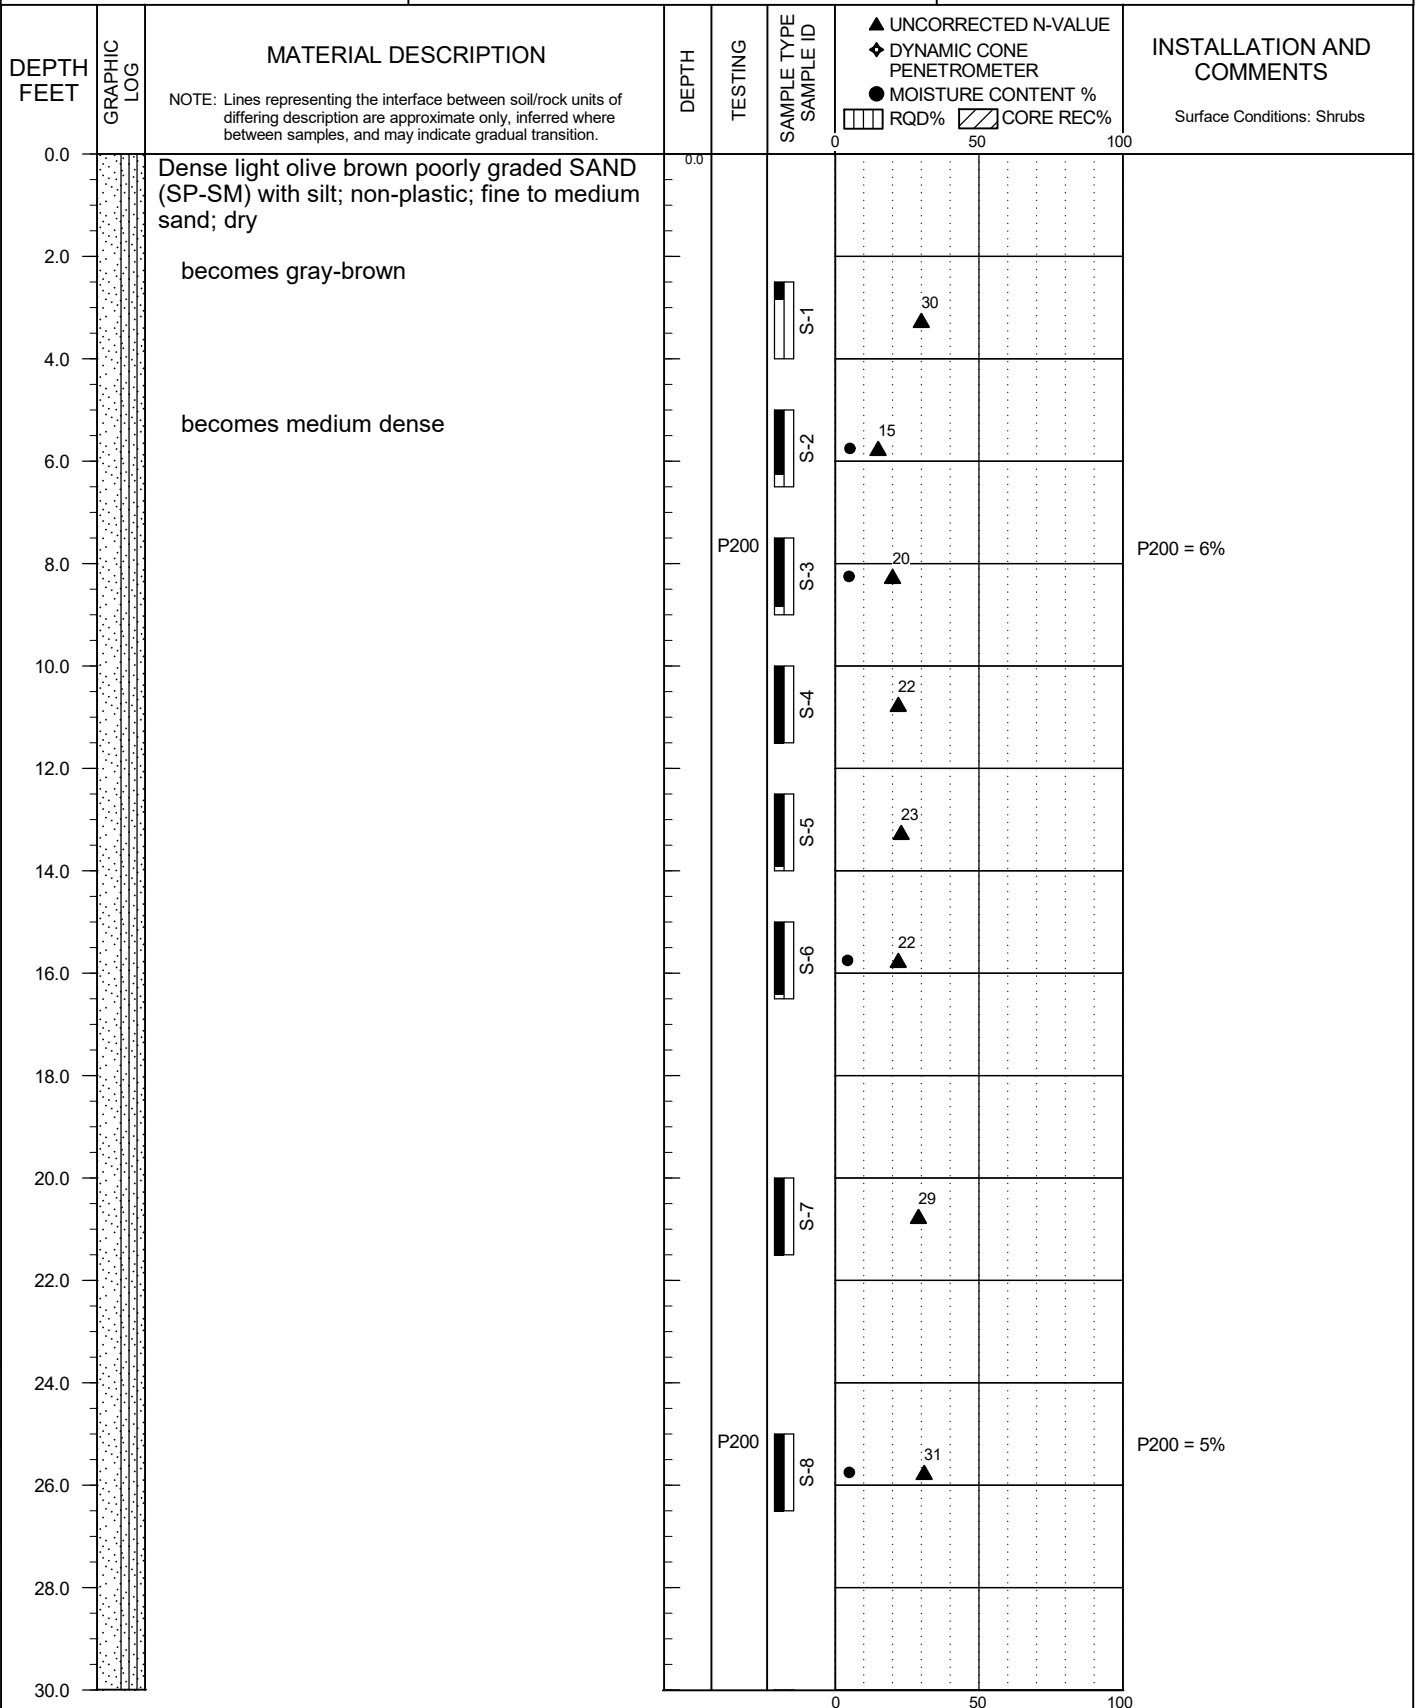 DEPTH
FEET
GRAPHIC
LOG
MATERIAL DESCRIPTION
NOTE: Lines representing the interface between soil/rock units of
differing description are approximate only, inferred where
between samples, and may indicate gradual transition.
DEPTH
TESTING
SAMPLE TYPE
SAMPLE ID
UNCORRECTED N-VALUE
DYNAMIC CONE
PENETROMETER
MOISTURE CONTENT %
RQD% CORE REC%
0 50 100
INSTALLATION AND
COMMENTS
Surface Conditions: Shrubs
0.0
0.0
Dense light olive brown poorly graded SAND
(SP-SM) with silt; non-plastic; fine to medium
sand; dry
2.0
becomes gray-brown
S-1
30
4.0
becomes medium dense
S-2
15
6.0
P200
P200 = 6%
8.0
S-3
20
10.0
S-4
22
12.0
S-5
23
14.0
S-6
22
16.0
18.0
20.0
S-7
29
22.0
24.0
P200
P200 = 5%
S-8
31
26.0
28.0
30.0
0 50 100